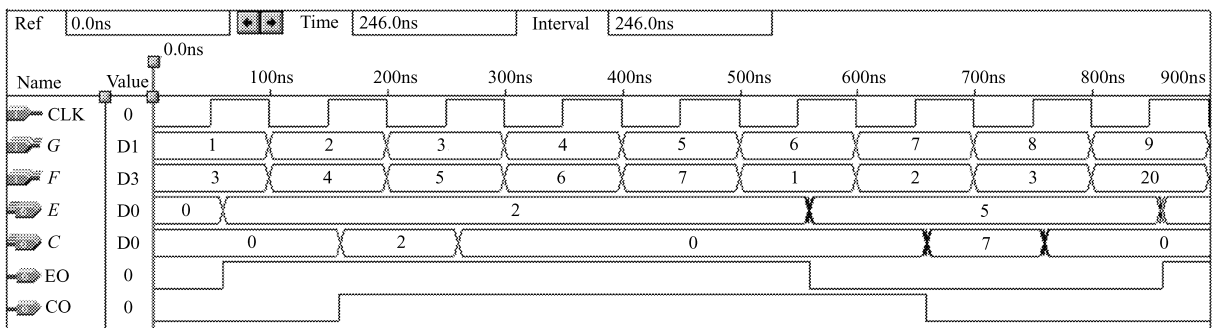 Ref 0.0ns Time 246.0ns Interval 246.0ns
0.0ns
Name Value 100ns 200ns 300ns 400ns 500ns 600ns 700ns 800ns 900ns
CLK 0
G D1 1 2 3 4 5 6 7 8 9
F D3 3 4 5 6 7 1 2 3 20
E D0 0 2 5
C D0 0 2 0 7 0
EO 0
CO 0